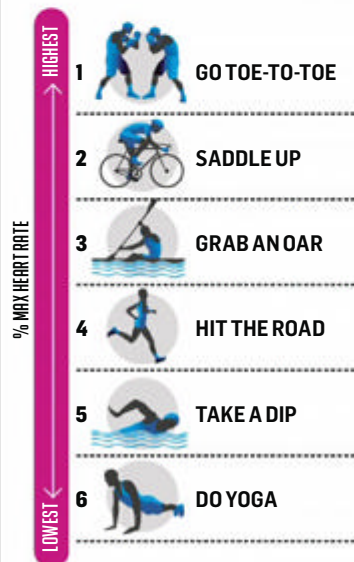 HIGHEST
% MAX HEART RATE
LOWEST
1 GO TOE-TO-TOE
2 SADDLE UP
3 GRAB AN OAR
4 HIT THE ROAD
5 TAKE A DIP
6 DO YOGA